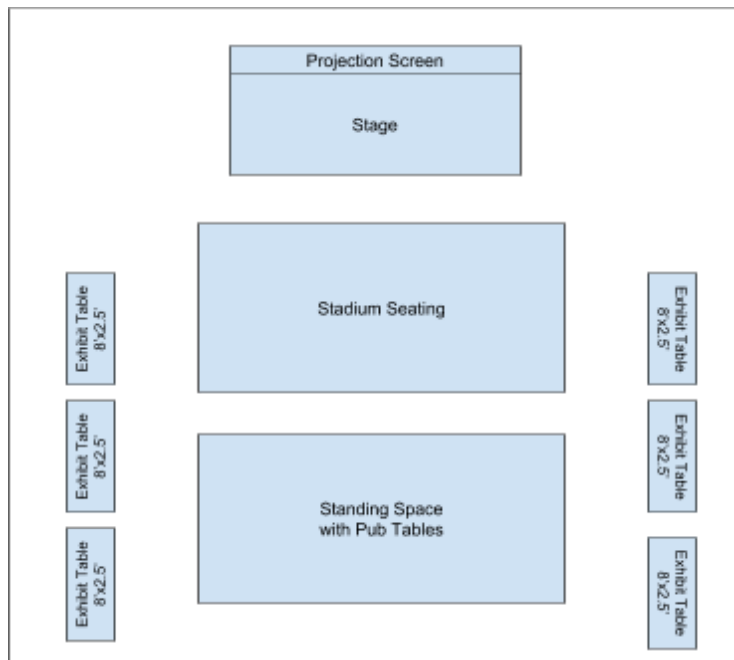 Projection Screen
Stage
Stadium Seating
Exhibit Table
8'x2.5'
Exhibit Table
8'x2.5'
Exhibit Table
8'x2.5'
Exhibit Table
8'x2.5'
Standing Space
with Pub Tables
Exhibit Table
8'x2.5'
Exhibit Table
8'x2.5'